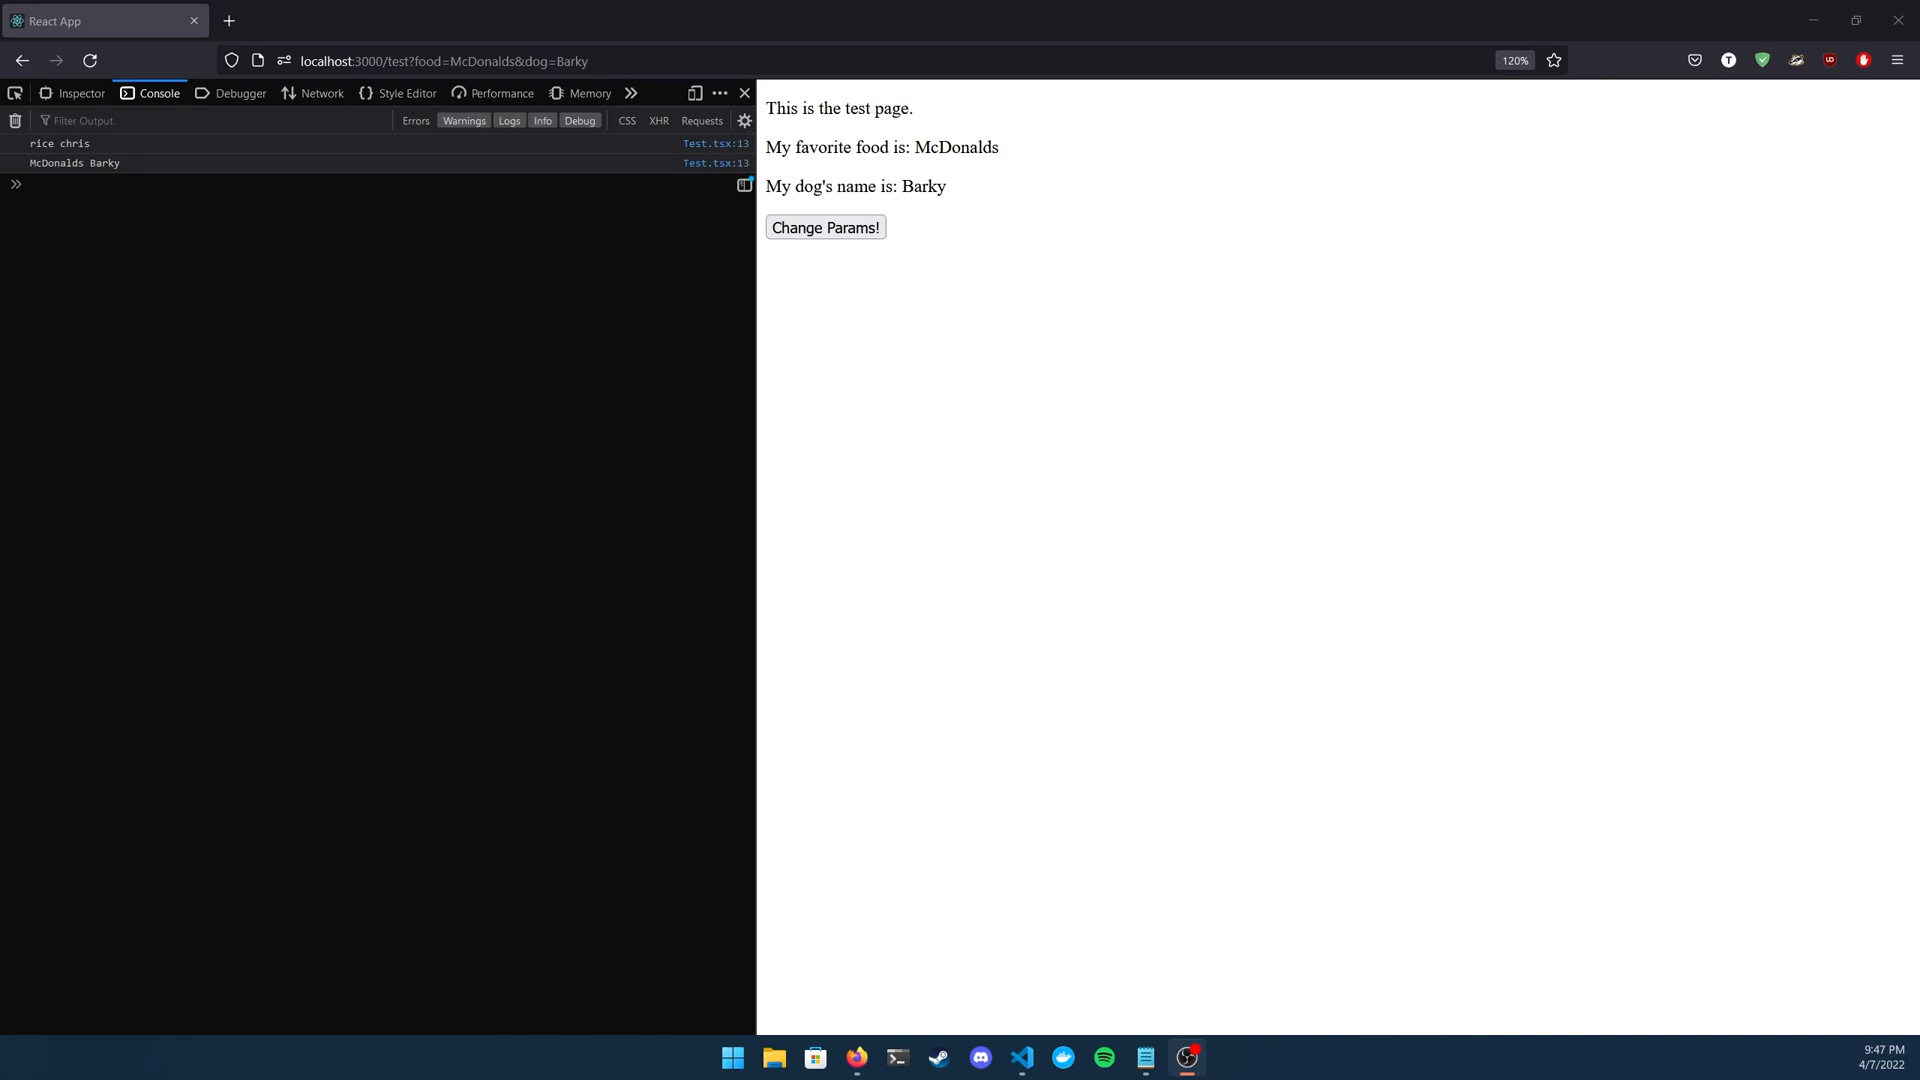 React App
localhost:3000/test?food=McDonalds&dog=Barky
120%
Inspector Console Debugger Network Style Editor Performance Memory
Filter Output Errors Warnings Logs Info Debug CSS XHR Requests
rice chris Test.tsx:13
McDonalds Barky Test.tsx:13
This is the test page.
My favorite food is: McDonalds
My dog's name is: Barky
Change Params!
9:47 PM
4/7/2022